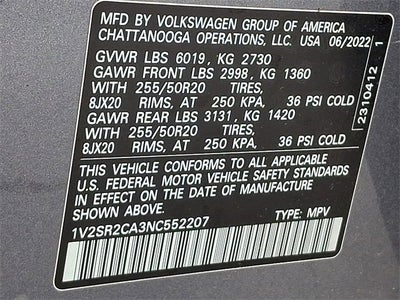 MFD BY VOLKSWAGEN GROUP OF AMERICA
CHATTANOOGA OPERATIONS, LLC. USA 06/2022
GVWR LBS 6019, KG 2730
GAWR FRONT LBS 2998, KG 1360
WITH 255/50R20 TIRES,
8JX20 RIMS, AT 250 KPA, 36 PSI COLD
GAWR REAR LBS 3131, KG 1420
WITH 255/50R20 TIRES,
8JX20 RIMS, AT 250 KPA, 36 PSI COLD
THIS VEHICLE CONFORMS TO ALL APPLICABLE
U.S. FEDERAL MOTOR VEHICLE SAFETY STANDARDS
IN EFFECT ON THE DATE OF MANUFACTURE
SHOWN ABOVE.
1V2SR2CA3NC552207 TYPE: MPV
2310412 1